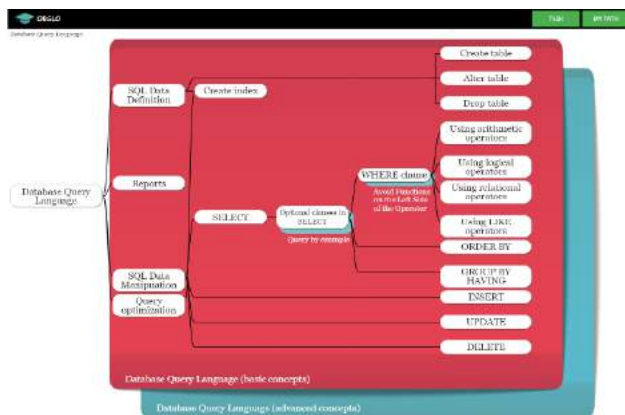 OBGLO
Database Query Language
Create table
SQL Data
Definition
Create index
Alter table
Drop table
Using arithmetic
operators
WHERE clause
Using logical
operators
Reports
Avoid Functions
on the Left Side
of the Operator
Using relational
operators
Database Query
Language
SELECT
Optional clauses in
SELECT
Using LIKE
operators
Query by example
ORDER BY
SQL Data
Manipuation
GROUP BY
HAVING
Query
optimization
INSERT
UPDATE
DELETE
Database Query Language (basic concepts)
Database Query Language (advanced concepts)